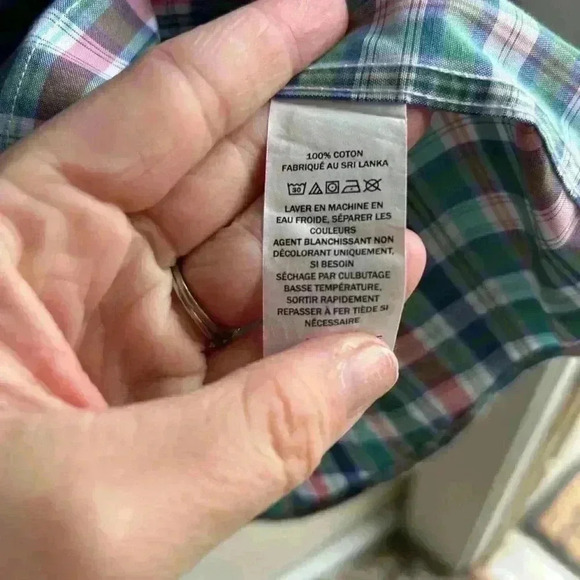 100% COTON
FABRIQUÉ AU SRI LANKA
30
LAVER EN MACHINE EN
EAU FROIDE, SÉPARER LES
COULEURS
AGENT BLANCHISSANT NON
DÉCOLORANT UNIQUEMENT,
SI BESOIN
SÉCHAGE PAR CULBUTAGE
BASSE TEMPÉRATURE,
SORTIR RAPIDEMENT
REPASSER À FER TIÈDE SI
NÉCESSAIRE